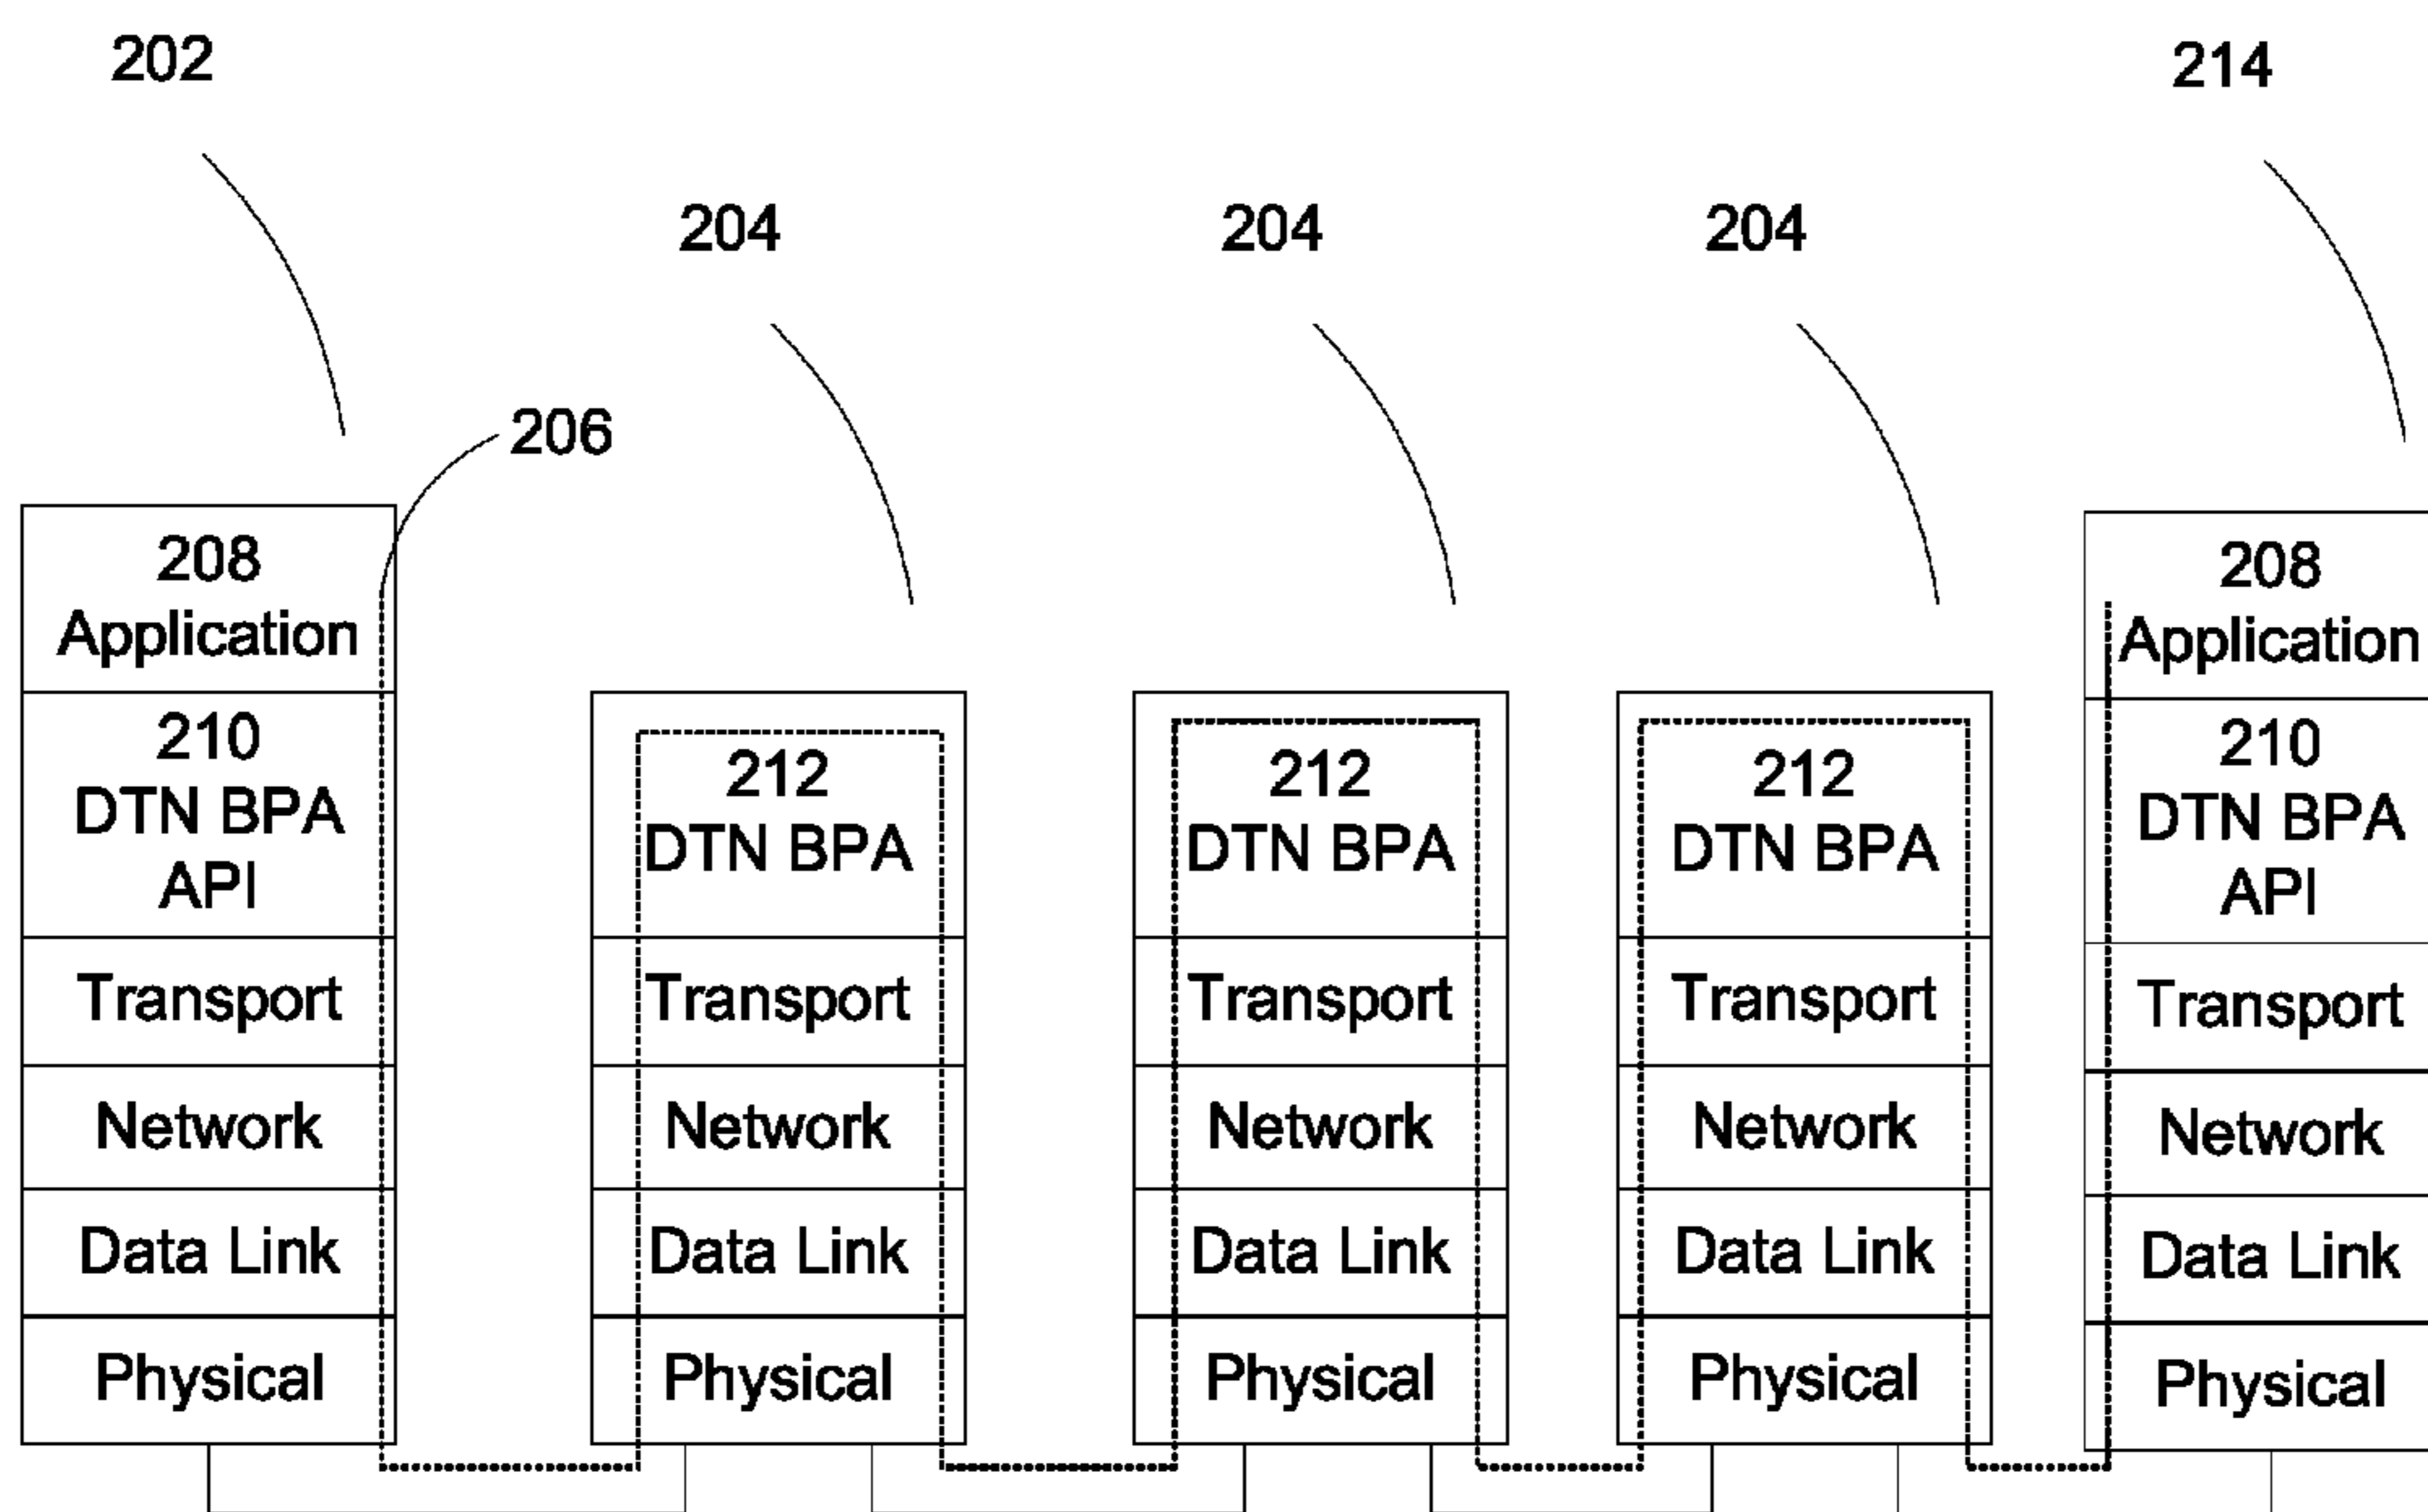 202
214
204
204
204
206
208
Application
210
DTN BPA
API
Transport
Network
Data Link
Physical
212
DTN BPA
Transport
Network
Data Link
Physical
212
DTN BPA
Transport
Network
Data Link
Physical
212
DTN BPA
Transport
Network
Data Link
Physical
208
Application
210
DTN BPA
API
Transport
Network
Data Link
Physical